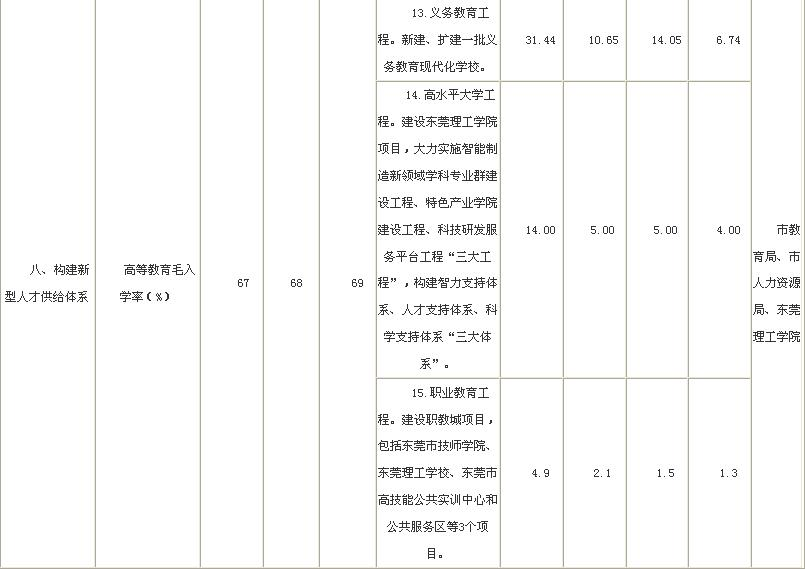 八、构建新
型人才供给体系
高等教育毛入
学率（%）
67
68
69
13.义务教育工
程。新建、扩建一批义
务教育现代化学校。
31.44
10.65
14.05
6.74
14.高水平大学工
程。建设东莞理工学院
项目，大力实施智能制
造新领域学科专业群建
设工程、特色产业学院
建设工程、科技研发服
务平台工程“三大工
程”，构建智力支持体
系、人才支持体系、科
学支持体系“三大体
系”。
14.00
5.00
5.00
4.00
15.职业教育工
程。建设职教城项目，
包括东莞市技师学院、
东莞理工学校、东莞市
高技能公共实训中心和
公共服务区等3个项
目。
4.9
2.1
1.5
1.3
市教
育局、市
人力资源
局、东莞
理工学院